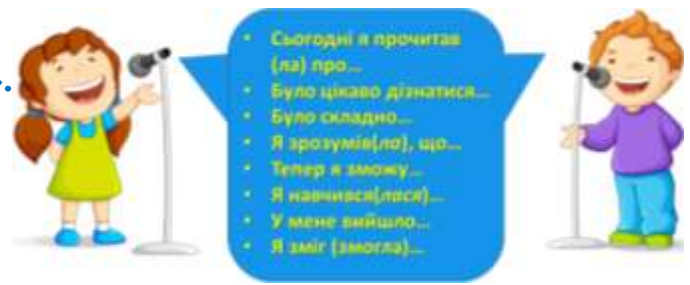 • Сьогодні я прочитав
(ла) про...
• Було цікаво дізнатися...
• Було складно...
• Я зрозумів(ла), що...
• Тепер я зможу...
• Я навчився(лася)...
• У мене вийшло...
• Я зміг (змогла)...